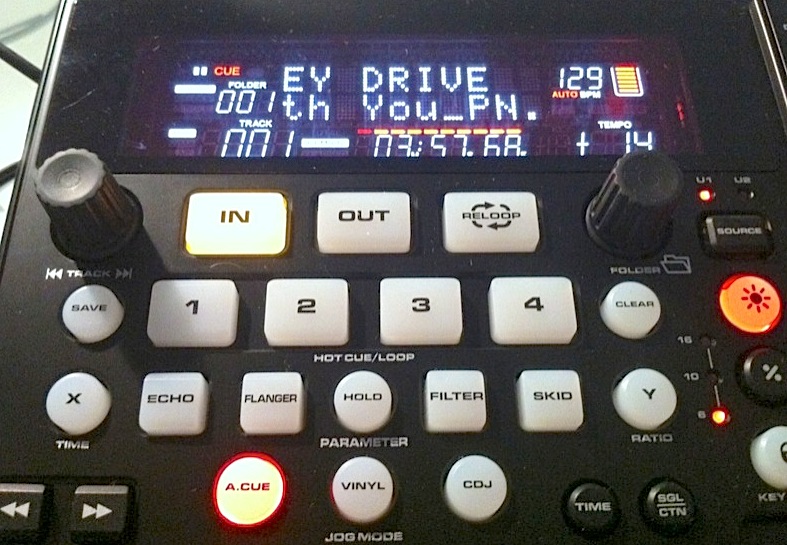 CUE
EY DRIVE
129
FOLDER
001
th You_PN.
AUTO BPM
TRACK
TEMPO
001
03:57.68.
+ 14
U1 U2
IN
OUT
RELOOP
SOURCE
TRACK
FOLDER
SAVE
1
2
3
4
CLEAR
HOT CUE/LOOP
16
10
6
%
X
ECHO
FLANGER
HOLD
FILTER
SKID
Y
TIME
PARAMETER
RATIO
A.CUE
VINYL
CDJ
TIME
SGL
CTN
KEY
JOG MODE